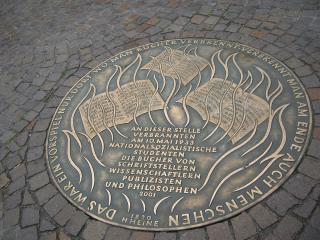 DAS WAR EIN VORSPIEL NUR DORT WO MAN BÜCHER VERBRENNT VERBRENNT MAN AM ENDE AUCH MENSCHEN
AN DIESER STELLE
VERBRANNTEN
AM 10. MAI 1933
NATIONALSOZIALISTISCHE
STUDENTEN
DIE BÜCHER VON
SCHRIFTSTELLERN
WISSENSCHAFTLERN
PUBLIZISTEN
UND PHILOSOPHEN
2001
1820
H HEINE